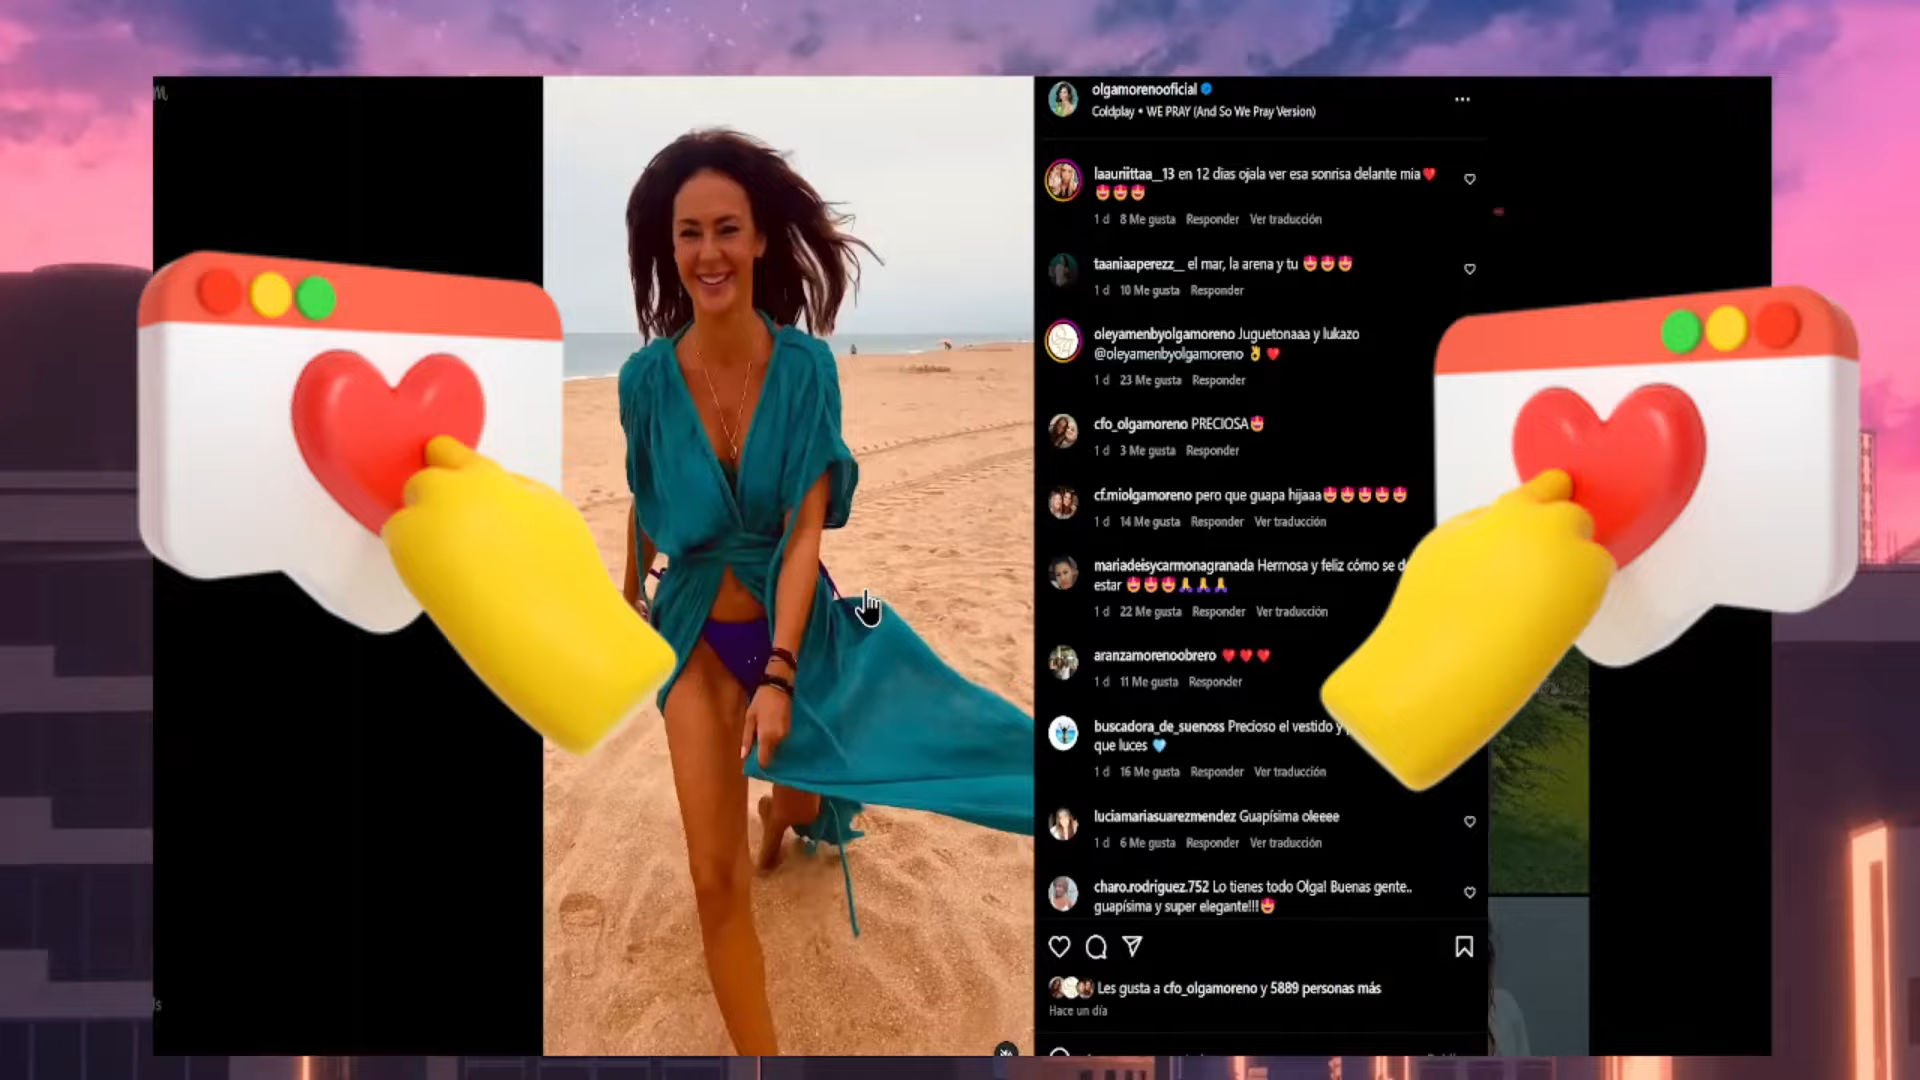 olgamorenooficial
Coldplay • WE PRAY (And So We Pray Version)
laauriittaa__13 en 12 dias ojala ver esa sonrisa delante mia❤️
😍😍😍
1 d 8 Me gusta Responder Ver traducción
taaniaaperezz__ el mar, la arena y tu 😍😍😍
1 d 10 Me gusta Responder
oleyamenbyolgamoreno Juguetonaaa y lukazo
@oleyamenbyolgamoreno 👌❤️
1 d 23 Me gusta Responder
cfo_olgamoreno PRECIOSA😍
1 d 3 Me gusta Responder
cf.miolgamoreno pero que guapa hijaaa😍😍😍😍😍
1 d 14 Me gusta Responder Ver traducción
mariadeisycarmonagranada Hermosa y feliz cómo se d
estar 😍😍😍🙏🙏🙏
1 d 22 Me gusta Responder Ver traducción
aranzamorenoobrero ❤️❤️❤️
1 d 11 Me gusta Responder
buscadora_de_suenoss Precioso el vestido y
que luces 🩵
1 d 16 Me gusta Responder Ver traducción
luciamariasuarezmendez Guapísima oleeee
1 d 6 Me gusta Responder Ver traducción
charo.rodriguez.752 Lo tienes todo Olga! Buenas gente..
guapísima y super elegante!!!😍
Les gusta a cfo_olgamoreno y 5889 personas más
Hace un día